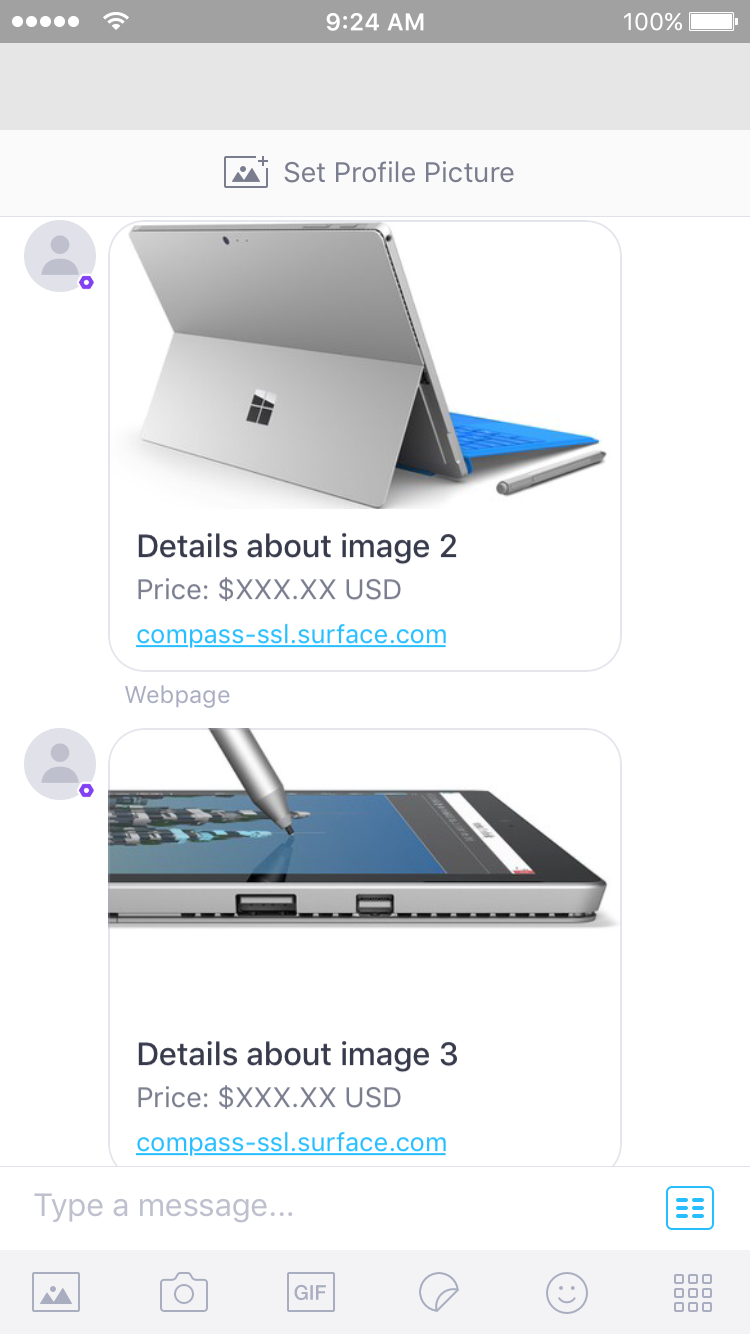 9:24 AM
100%
Set Profile Picture
Details about image 2
Price: $XXX.XX USD
compass-ssl.surface.com
Webpage
Details about image 3
Price: $XXX.XX USD
compass-ssl.surface.com
Type a message...
GIF